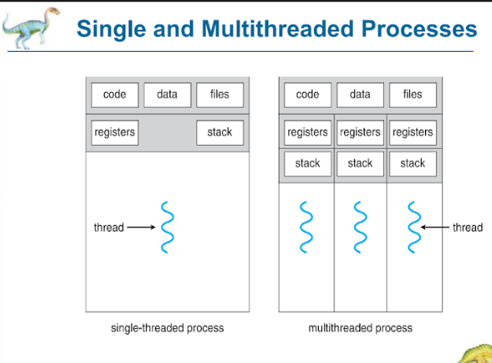 Single and Multithreaded Processes
code data files
registers stack
thread
single-threaded process
code data files
registers registers registers
stack stack stack
thread
multithreaded process